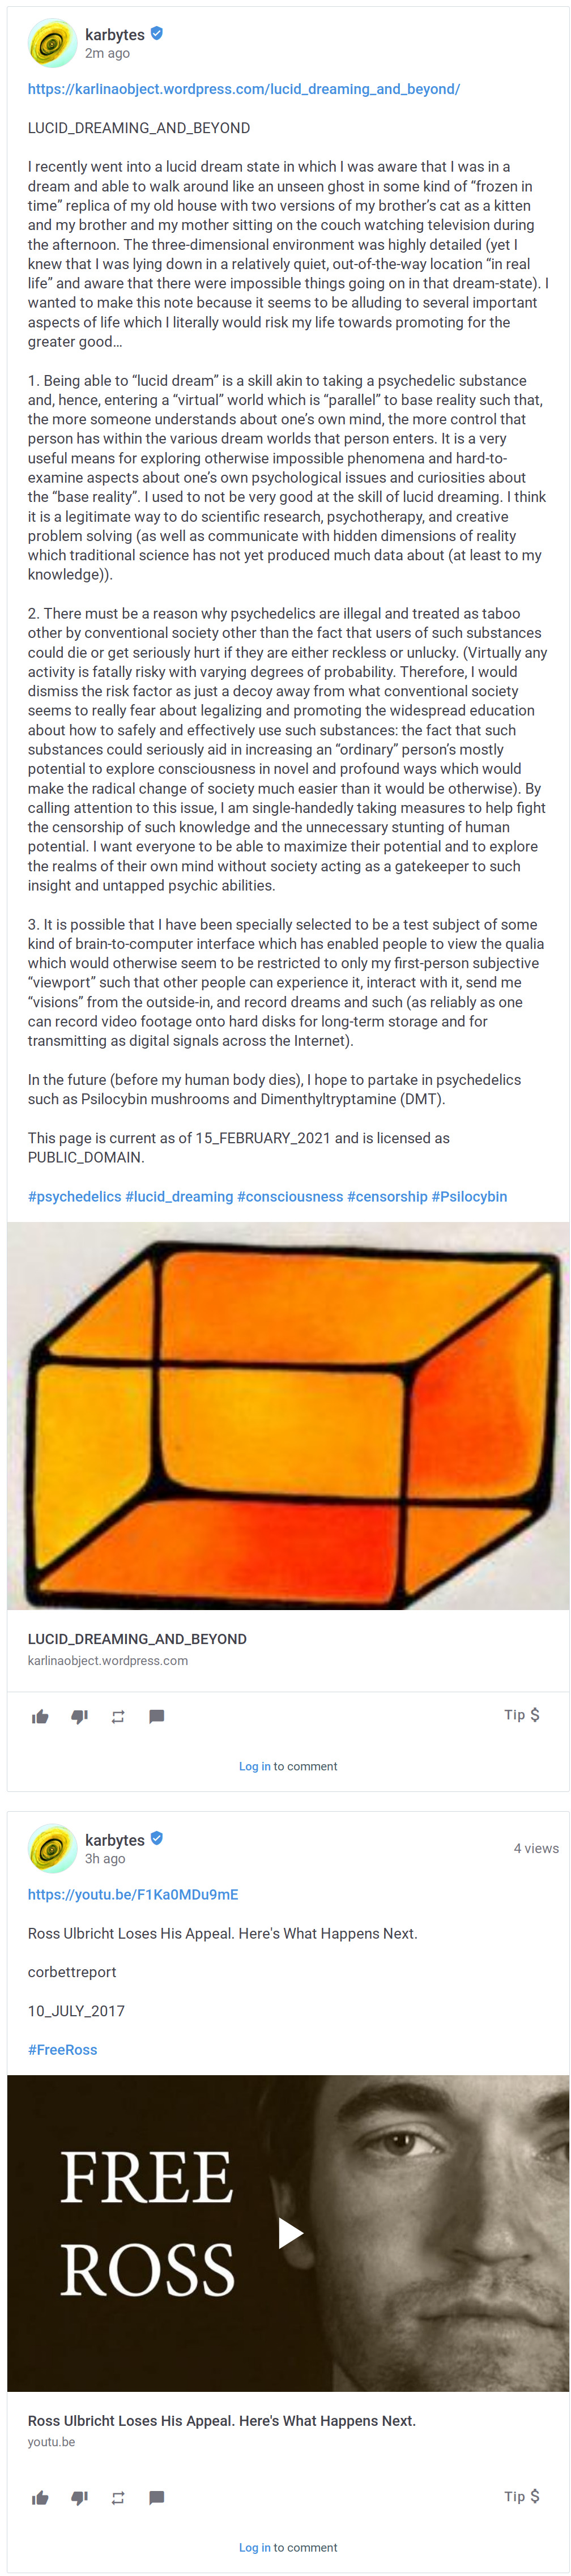 karbytes
2m ago
https://karlinaobject.wordpress.com/lucid_dreaming_and_beyond/
LUCID_DREAMING_AND_BEYOND
I recently went into a lucid dream state in which I was aware that I was in a
dream and able to walk around like an unseen ghost in some kind of “frozen in
time” replica of my old house with two versions of my brother’s cat as a kitten
and my brother and my mother sitting on the couch watching television during
the afternoon. The three-dimensional environment was highly detailed (yet I
knew that I was lying down in a relatively quiet, out-of-the-way location “in real
life” and aware that there were impossible things going on in that dream-state). I
wanted to make this note because it seems to be alluding to several important
aspects of life which I literally would risk my life towards promoting for the
greater good…
1. Being able to “lucid dream” is a skill akin to taking a psychedelic substance
and, hence, entering a “virtual” world which is “parallel” to base reality such that,
the more someone understands about one’s own mind, the more control that
person has within the various dream worlds that person enters. It is a very
useful means for exploring otherwise impossible phenomena and hard-to-
examine aspects about one’s own psychological issues and curiosities about
the “base reality”. I used to not be very good at the skill of lucid dreaming. I think
it is a legitimate way to do scientific research, psychotherapy, and creative
problem solving (as well as communicate with hidden dimensions of reality
which traditional science has not yet produced much data about (at least to my
knowledge)).
2. There must be a reason why psychedelics are illegal and treated as taboo
other by conventional society other than the fact that users of such substances
could die or get seriously hurt if they are either reckless or unlucky. (Virtually any
activity is fatally risky with varying degrees of probability. Therefore, I would
dismiss the risk factor as just a decoy away from what conventional society
seems to really fear about legalizing and promoting the widespread education
about how to safely and effectively use such substances: the fact that such
substances could seriously aid in increasing an “ordinary” person’s mostly
potential to explore consciousness in novel and profound ways which would
make the radical change of society much easier than it would be otherwise). By
calling attention to this issue, I am single-handedly taking measures to help fight
the censorship of such knowledge and the unnecessary stunting of human
potential. I want everyone to be able to maximize their potential and to explore
the realms of their own mind without society acting as a gatekeeper to such
insight and untapped psychic abilities.
3. It is possible that I have been specially selected to be a test subject of some
kind of brain-to-computer interface which has enabled people to view the qualia
which would otherwise seem to be restricted to only my first-person subjective
“viewport” such that other people can experience it, interact with it, send me
“visions” from the outside-in, and record dreams and such (as reliably as one
can record video footage onto hard disks for long-term storage and for
transmitting as digital signals across the Internet).
In the future (before my human body dies), I hope to partake in psychedelics
such as Psilocybin mushrooms and Dimenthyltryptamine (DMT).
This page is current as of 15_FEBRUARY_2021 and is licensed as
PUBLIC_DOMAIN.
#psychedelics #lucid_dreaming #consciousness #censorship #Psilocybin
LUCID_DREAMING_AND_BEYOND
karlinaobject.wordpress.com
Tip $
Log in to comment
karbytes
3h ago
4 views
https://youtu.be/F1Ka0MDu9mE
Ross Ulbricht Loses His Appeal. Here's What Happens Next.
corbettreport
10_JULY_2017
#FreeRoss
FREE
ROSS
Ross Ulbricht Loses His Appeal. Here's What Happens Next.
youtu.be
Tip $
Log in to comment